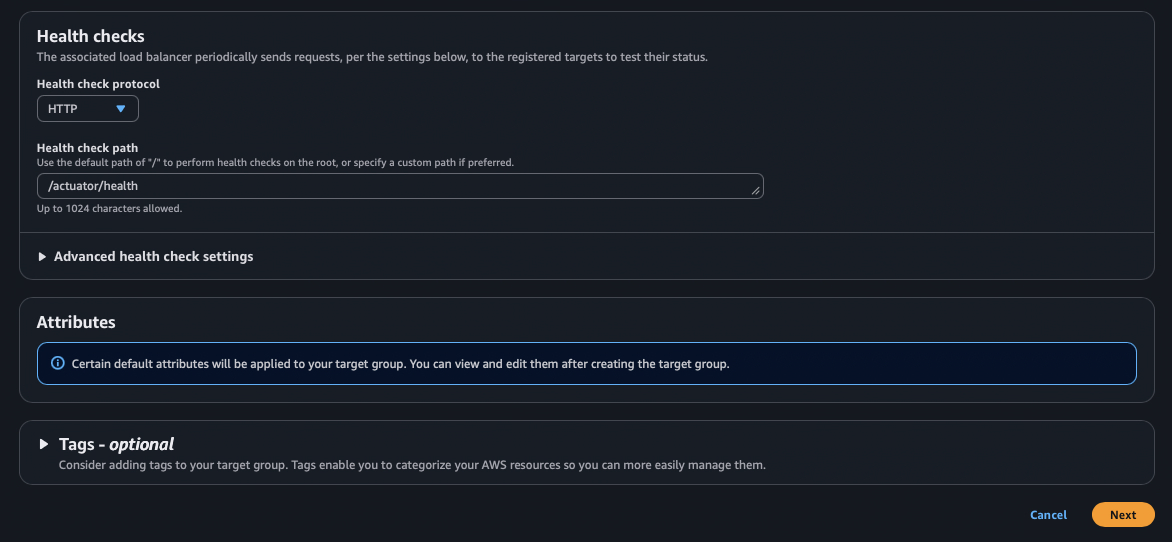 Health checks
The associated load balancer periodically sends requests, per the settings below, to the registered targets to test their status.
Health check protocol
HTTP
Health check path
Use the default path of "/" to perform health checks on the root, or specify a custom path if preferred.
/actuator/health
Up to 1024 characters allowed.
Advanced health check settings
Attributes
Certain default attributes will be applied to your target group. You can view and edit them after creating the target group.
Tags - optional
Consider adding tags to your target group. Tags enable you to categorize your AWS resources so you can more easily manage them.
Cancel
Next